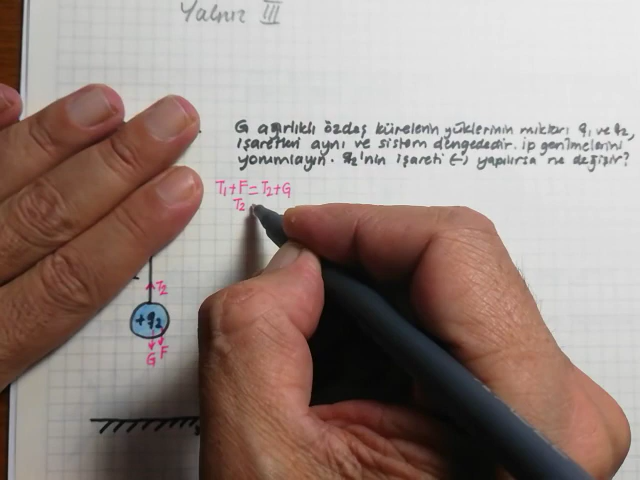 Yalnız III
G ağırlıklı özdeş kürelerin yüklerinin miktarı q₁ ve q₂,
işaretleri aynı ve sistem dengededir. ip gerilmelerini
yorumlayın. q₂'nin işareti (-) yapılırsa ne değişir?
T₁+F=T₂+G
T₂
T₂
+q₂
G F